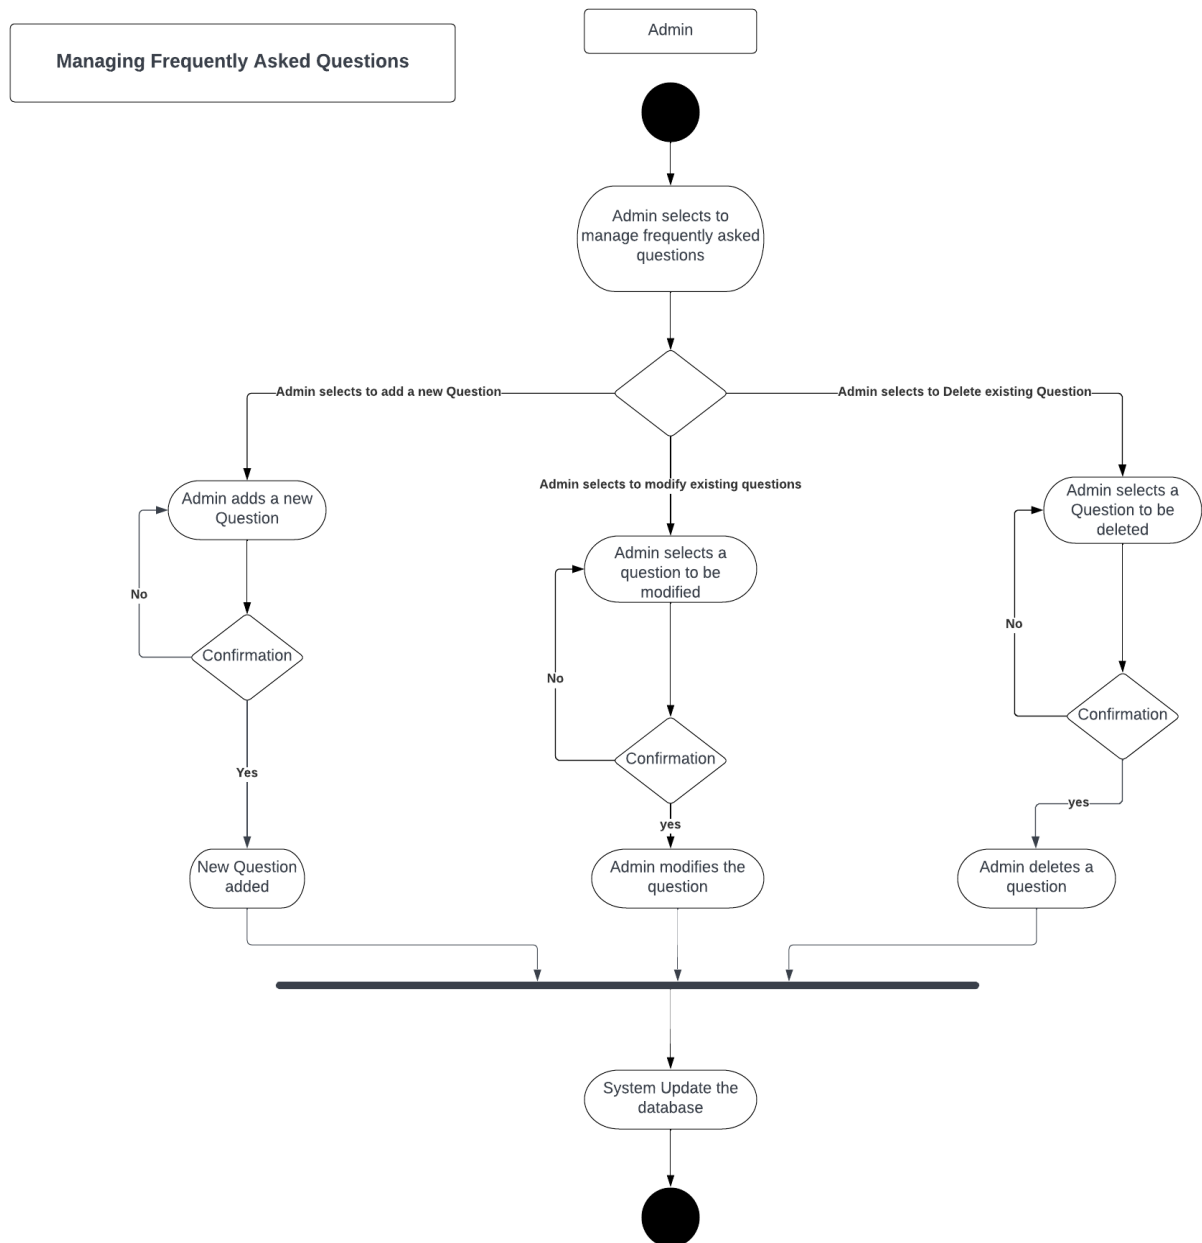 Admin
Managing Frequently Asked Questions
Admin selects to
manage frequently asked
questions
Admin selects to add a new Question
Admin selects to Delete existing Question
Admin selects to modify existing questions
Admin adds a new
Question
No
Confirmation
Yes
New Question
added
Admin selects a
question to be
modified
No
Confirmation
yes
Admin modifies the
question
Admin selects a
Question to be
deleted
No
Confirmation
yes
Admin deletes a
question
System Update the
database